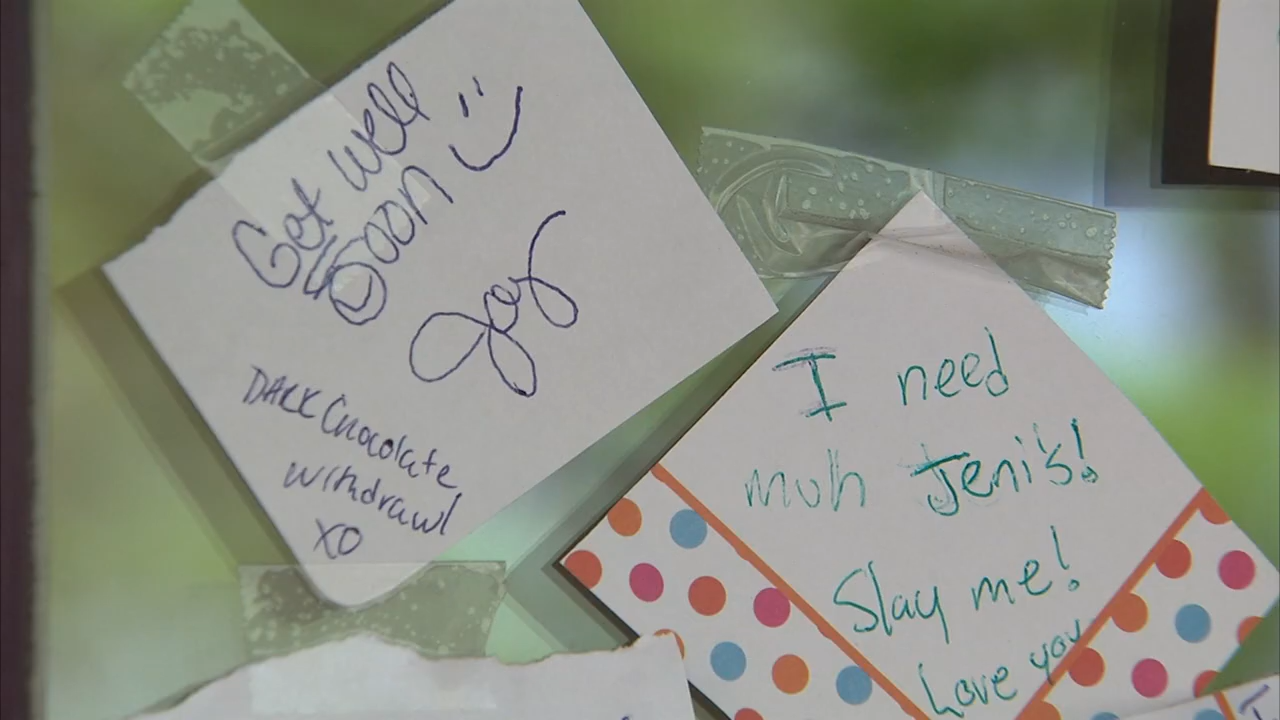 Get well
Soon
Joy
DARK Chocolate
withdrawl
XO
I need
muh Jeni's!
Slay me!
Love you